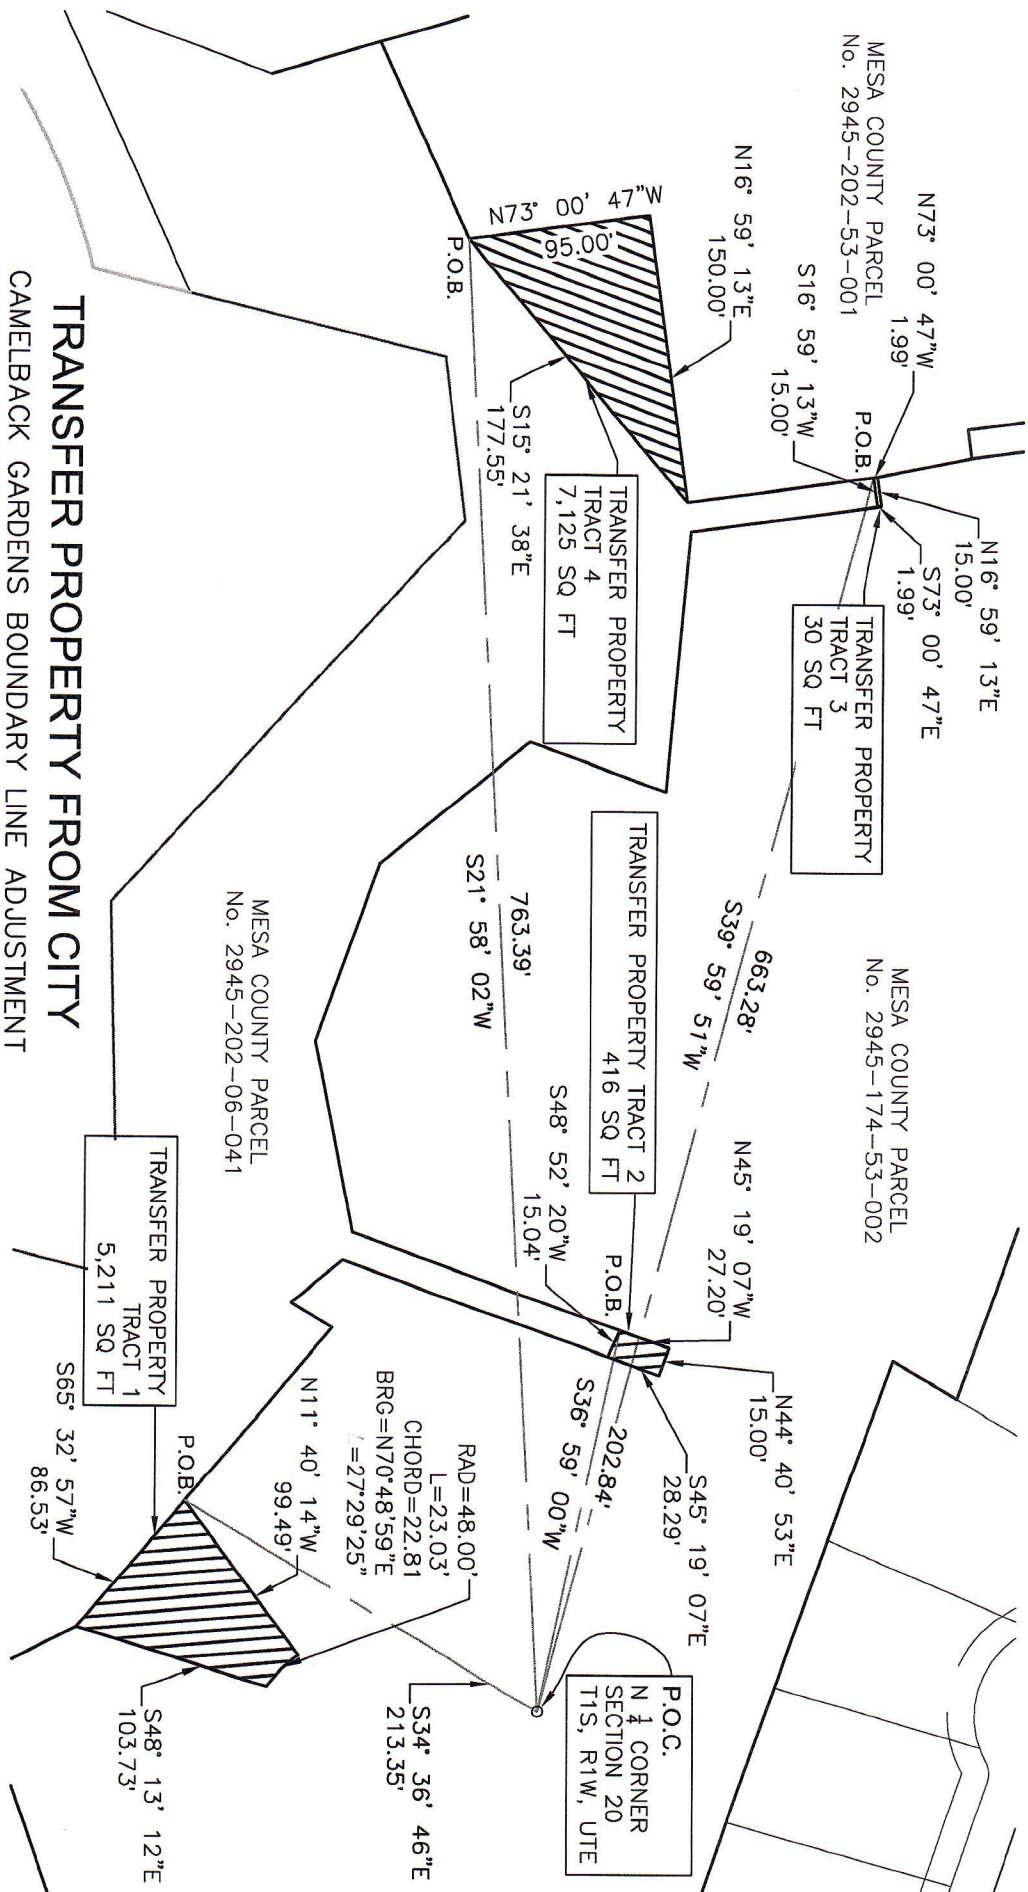 MESA COUNTY PARCEL
No. 2945-202-53-001
N73° 00' 47"W
1.99'
S16° 59' 13"W
15.00'
P.O.B.
N16° 59' 13"E
15.00'
S73° 00' 47"E
1.99'
TRANSFER PROPERTY
TRACT 3
30 SQ FT
N16° 59' 13"E
150.00'
N73° 00' 47"W
95.00'
P.O.B.
S15° 21' 38"E
177.55'
TRANSFER PROPERTY
TRACT 4
7,125 SQ FT
MESA COUNTY PARCEL
No. 2945-174-53-002
663.28'
S39° 59' 51"W
763.39'
S21° 58' 02"W
TRANSFER PROPERTY TRACT 2
416 SQ FT
S48° 52' 20"W
15.04'
P.O.B.
N45° 19' 07"W
27.20'
N44° 40' 53"E
15.00'
S45° 19' 07"E
28.29'
202.84'
S36° 59' 00"W
P.O.C.
N 1/4 CORNER
SECTION 20
T1S, R1W, UTE
MESA COUNTY PARCEL
No. 2945-202-06-041
TRANSFER PROPERTY
TRACT 1
5,211 SQ FT
P.O.B.
S65° 32' 57"W
86.53'
N11° 40' 14"W
99.49'
RAD=48.00'
L=23.03'
CHORD=22.81
BRG=N70°48'59"E
=27°29'25"
S34° 36' 46"E
213.35'
S48° 13' 12"E
103.73'
TRANSFER PROPERTY FROM CITY
CAMELBACK GARDENS BOUNDARY LINE ADJUSTMENT